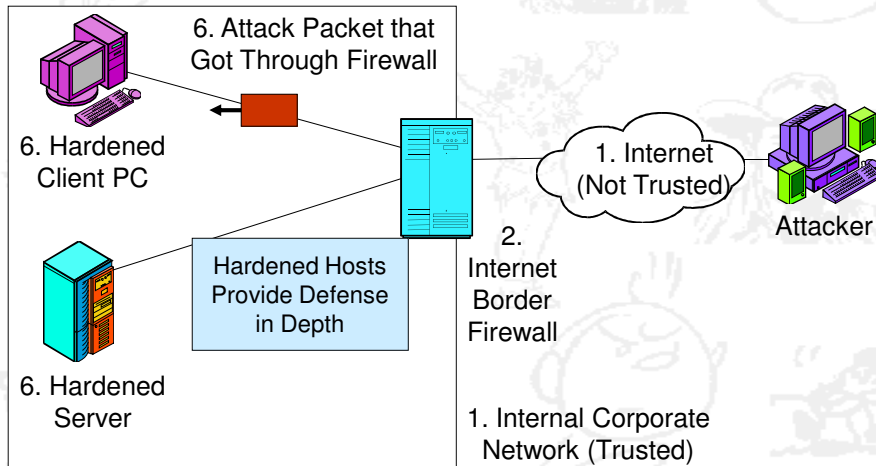 6. Attack Packet that
Got Through Firewall
6. Hardened
Client PC
1. Internet
(Not Trusted)
Attacker
2.
Internet
Border
Firewall
Hardened Hosts
Provide Defense
in Depth
6. Hardened
Server
1. Internal Corporate
Network (Trusted)